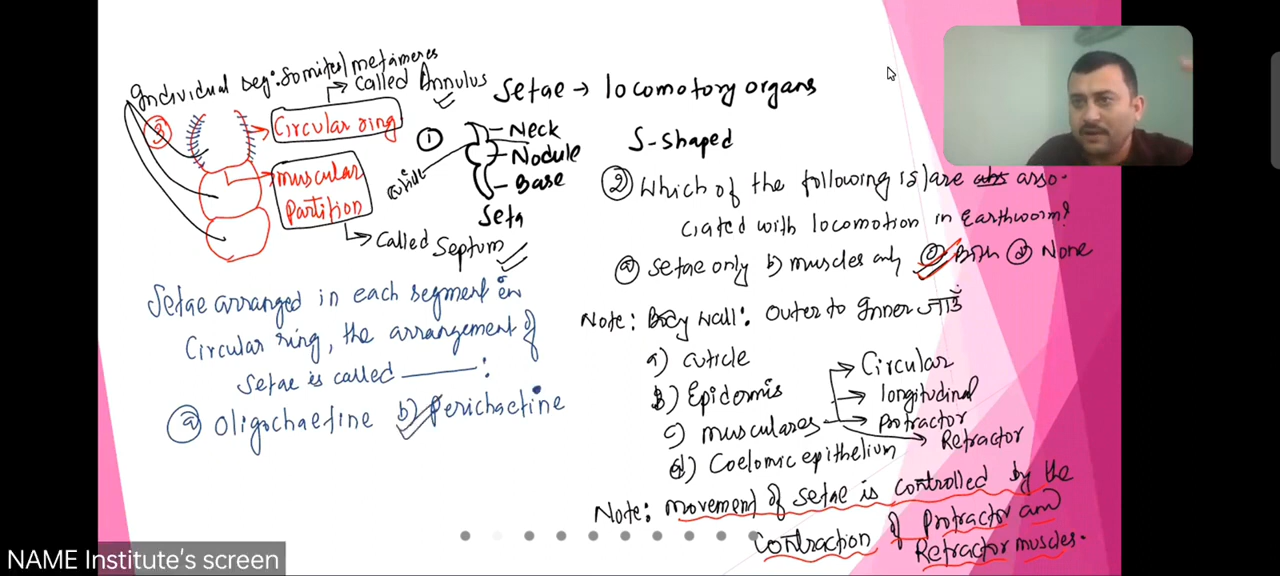 Individual seg: Somites/metameres
Called Annulus
③
Circular ring
muscular
Partition
Called Septum
Setae arranged in each segment in
Circular ring, the arrangement of
Setae is called ———:
ⓐ Oligochaetine b) Perichaetine
Setae → locomotory organs
①
Neck
Nodule
Base
Seta
S-shaped
② Which of the following is/are asso-
ciated with locomotion in Earthworm?
ⓐ Setae only b) muscles only ⓒ Both ⓓ None
Note: Body wall: Outer to Inner
a) Cuticle
B) Epidermis
c) musculares
Circular
longitudinal
Protractor
Retractor
d) Coelomic epithelium
Note: movement of setae is controlled by the
contraction of Protractor and
Retractor muscles.
NAME Institute's screen